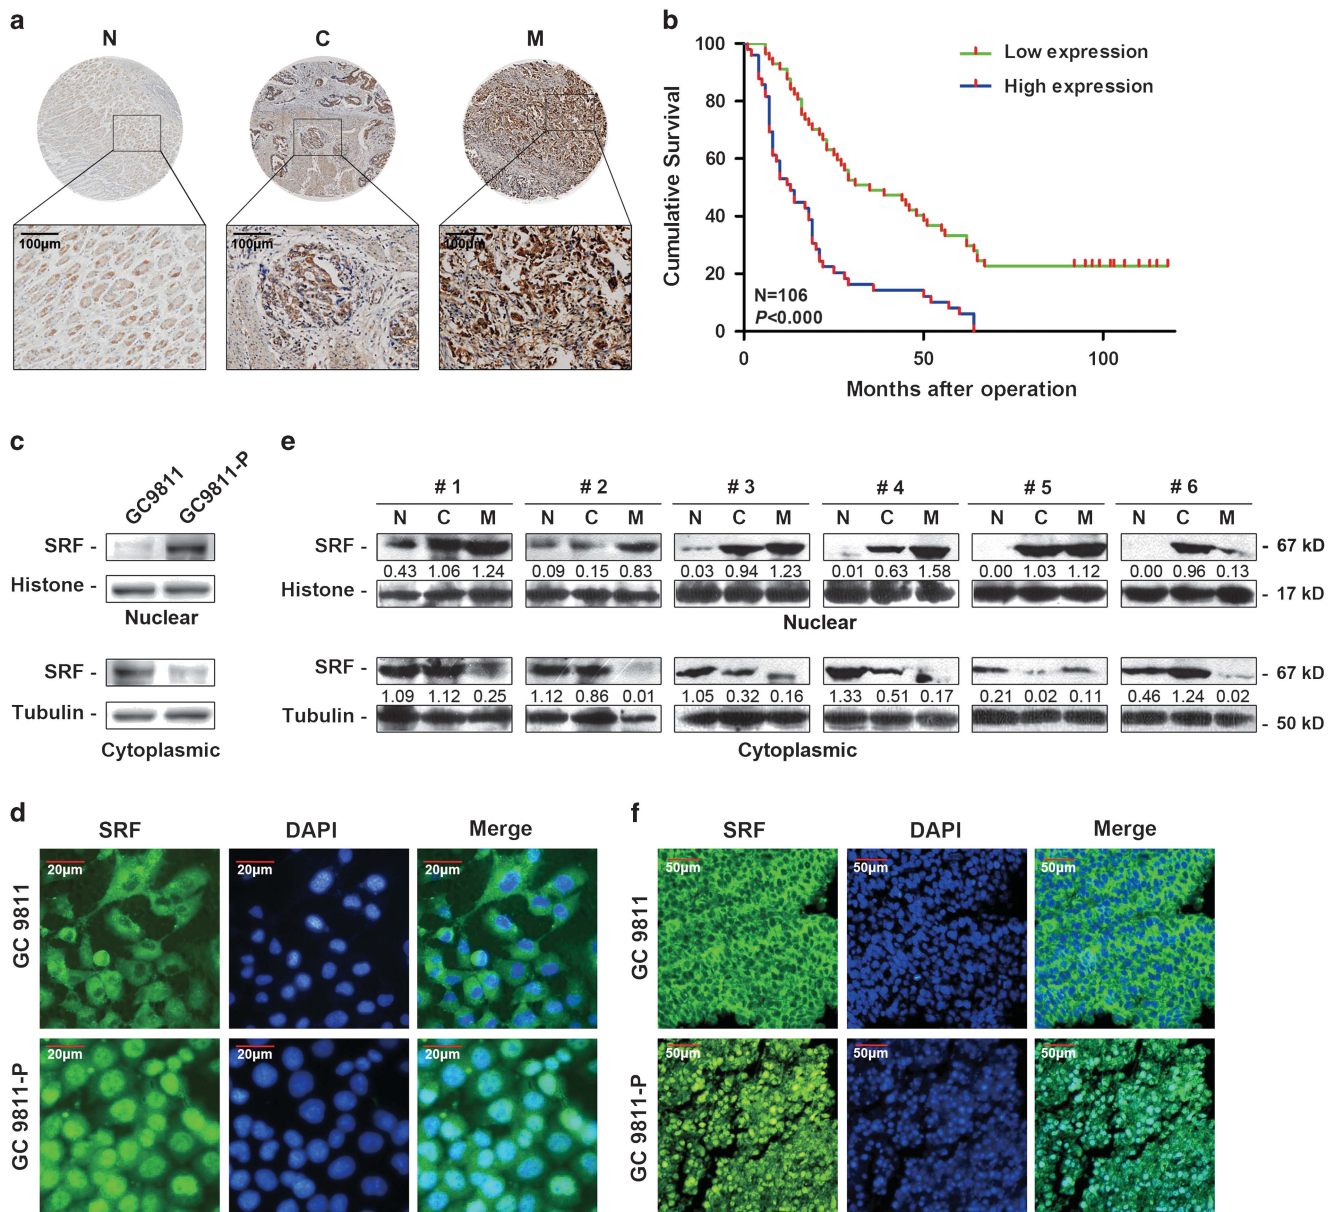 a
N C M
100μm 100μm 100μm
b
Low expression
High expression
100
80
60
40
20
0
Cumulative Survival
N=106
P<0.000
0 50 100
Months after operation
c
GC9811 GC9811-P
SRF -
Histone -
Nuclear
SRF -
Tubulin -
Cytoplasmic
e
# 1 # 2 # 3 # 4 # 5 # 6
N C M N C M N C M N C M N C M N C M
SRF - - 67 kD
0.43 1.06 1.24 0.09 0.15 0.83 0.03 0.94 1.23 0.01 0.63 1.58 0.00 1.03 1.12 0.00 0.96 0.13
Histone - - 17 kD
Nuclear
SRF - - 67 kD
1.09 1.12 0.25 1.12 0.86 0.01 1.05 0.32 0.16 1.33 0.51 0.17 0.21 0.02 0.11 0.46 1.24 0.02
Tubulin - - 50 kD
Cytoplasmic
d
SRF DAPI Merge
GC 9811
20μm 20μm 20μm
GC 9811-P
20μm 20μm 20μm
f
SRF DAPI Merge
GC 9811
50μm 50μm 50μm
GC 9811-P
50μm 50μm 50μm